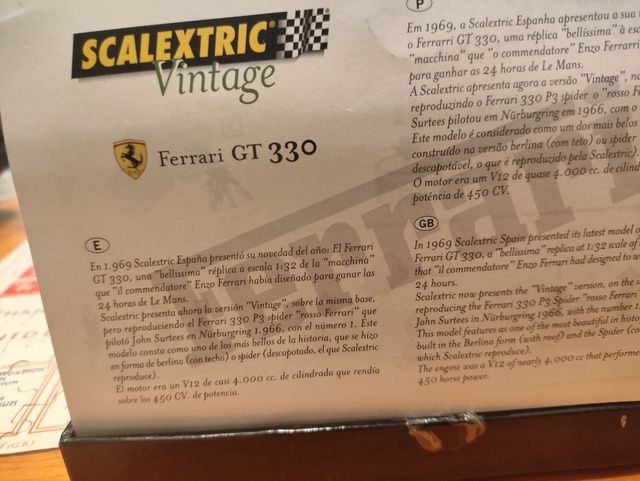 SCALEXTRIC
Vintage
Ferrari GT 330
E
En 1.969 Scalextric España presentó su novedad del año: El Ferrari
GT 330, una "bellissima" réplica a escala 1:32 de la "macchina"
que "il commendatore" Enzo Ferrari había diseñado para ganar las
24 horas de Le Mans.
Scalextric presenta ahora la versión "Vintage", sobre la misma base,
pero reproduciendo el Ferrari 330 P3 spider "rosso Ferrari" que
pilotó John Surtees en Nürburgring 1.966, con el número 1. Este
modelo consta como uno de los más bellos de la historia, que se hizo
en forma de berlina (con techo) o spider (descapotado, el que Scalextric
reproduce).
El motor era un V12 de casi 4.000 cc. de cilindrada que rendía
sobre las 450 CV. de potencia.
P
Em 1969, a Scalextric Espanha apresentou a sua
o Ferrari GT 330, uma réplica "bellíssima" à
"macchina" que "o commendatore" Enzo Ferrari
para ganhar as 24 horas de Le Mans.
A Scalextric apresenta agora a versão "Vintage",
reproduzindo o Ferrari 330 P3 spider o "rosso
Surtees pilotou em Nürburgring em 1966, com o
Este modelo é considerado como um dos mais belos
construído na versão berlina (com teto) ou spider
descapotável, o que é reproduzido pela Scalextric).
O motor era um V12 de quase 4.000 cc. de
potência de 450 CV.
GB
In 1969 Scalextric Spain presented its latest model
Ferrari GT 330, a "bellissima" replica at 1:32 scale of
that "il commendatore" Enzo Ferrari had designed to
24 hours.
Scalextric now presents the "Vintage" version, on the
reproducing the Ferrari 330 P3 Spider "rosso Ferrari"
John Surtees in Nürburgring 1966, with the number 1
This model features as one of the most beautiful in
built in the Berlina form (with roof) and the Spider
which Scalextric reproduce).
The engine was a V12 of nearly 4.000 cc that
450 horse power.
Ferrari